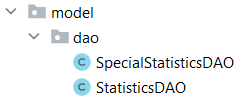 model
dao
C SpecialStatisticsDAO
C StatisticsDAO